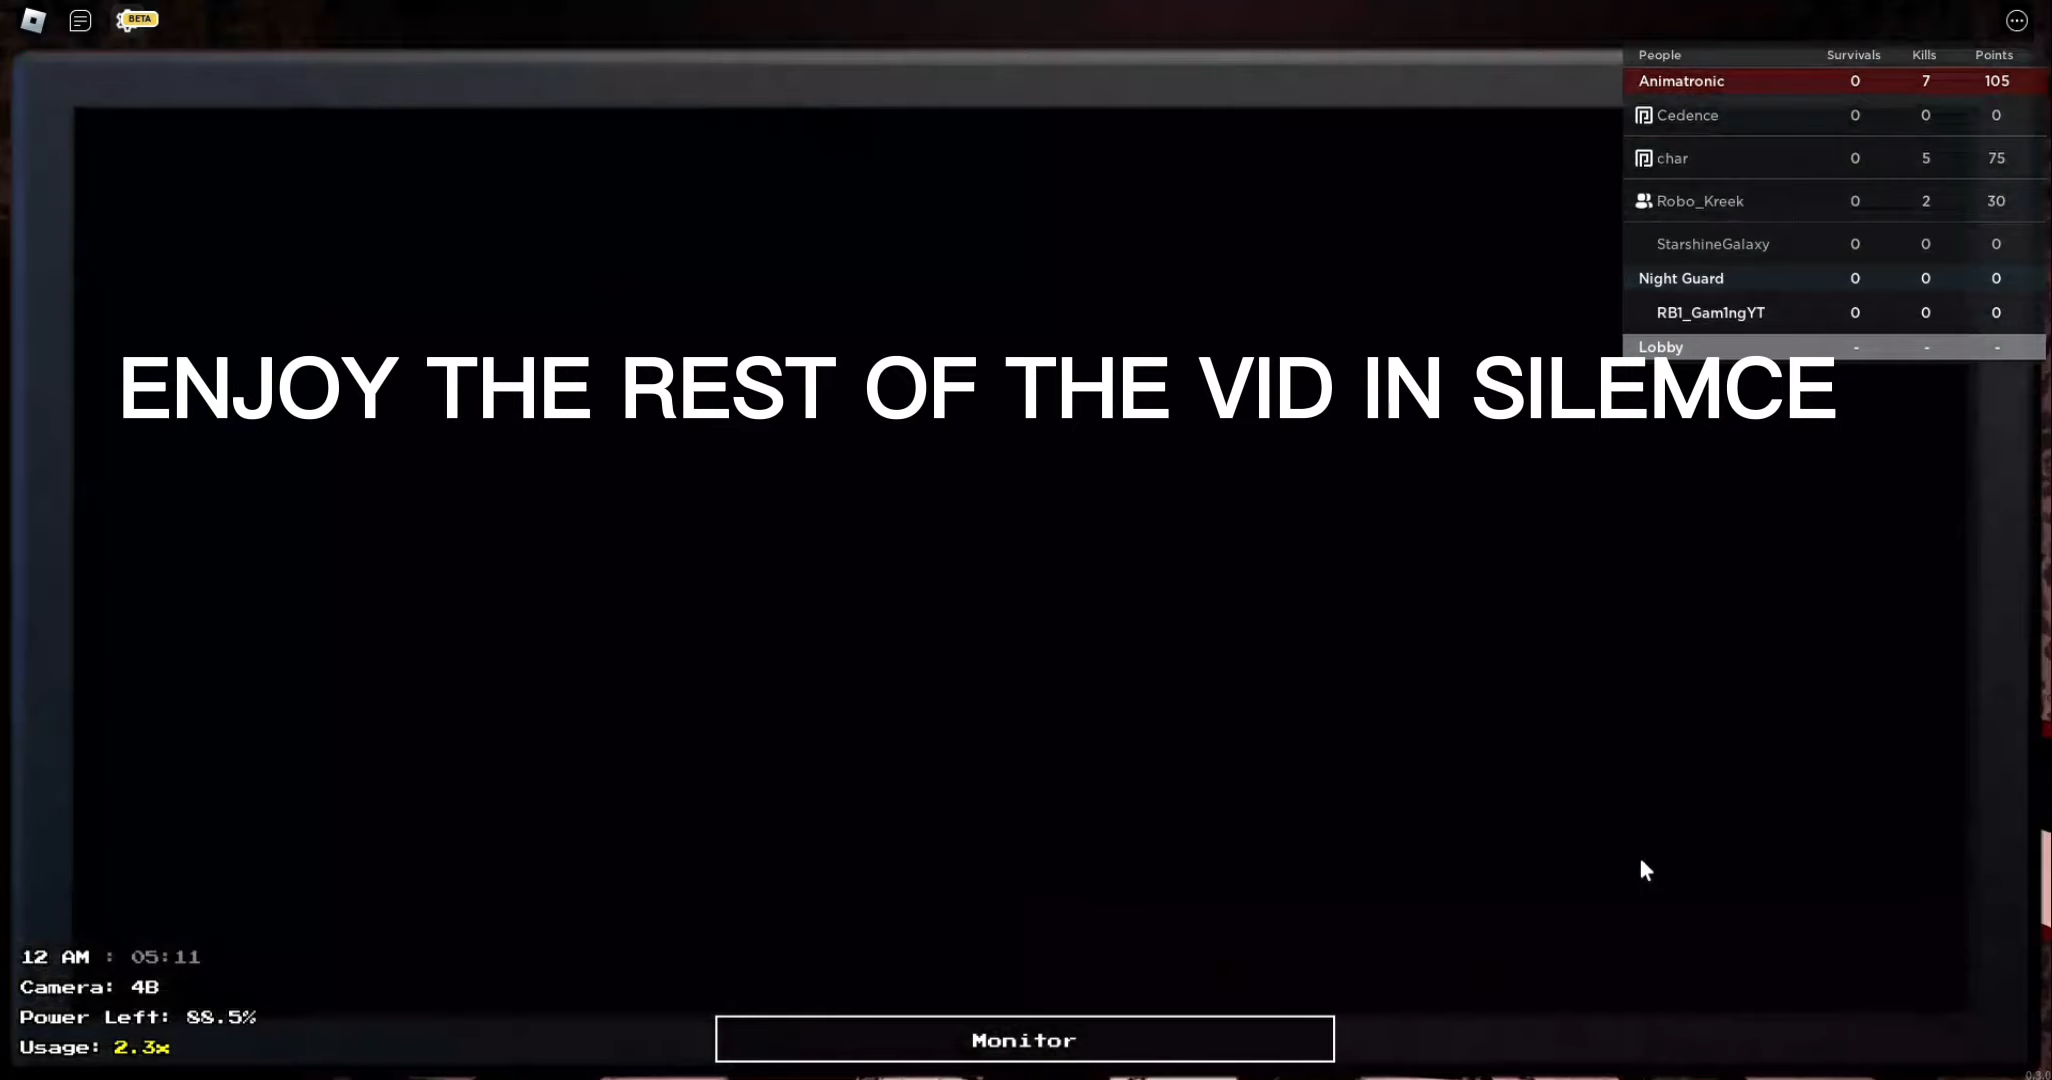 BETA
People Survivals Kills Points
Animatronic 0 7 105
Cedence 0 0 0
char 0 5 75
Robo_Kreek 0 2 30
StarshineGalaxy 0 0 0
Night Guard 0 0 0
RB1_Gam1ngYT 0 0 0
Lobby - - -
ENJOY THE REST OF THE VID IN SILEMCE
12 AM : 05:11
Camera: 4B
Power Left: 88.5%
Usage: 2.3x
Monitor